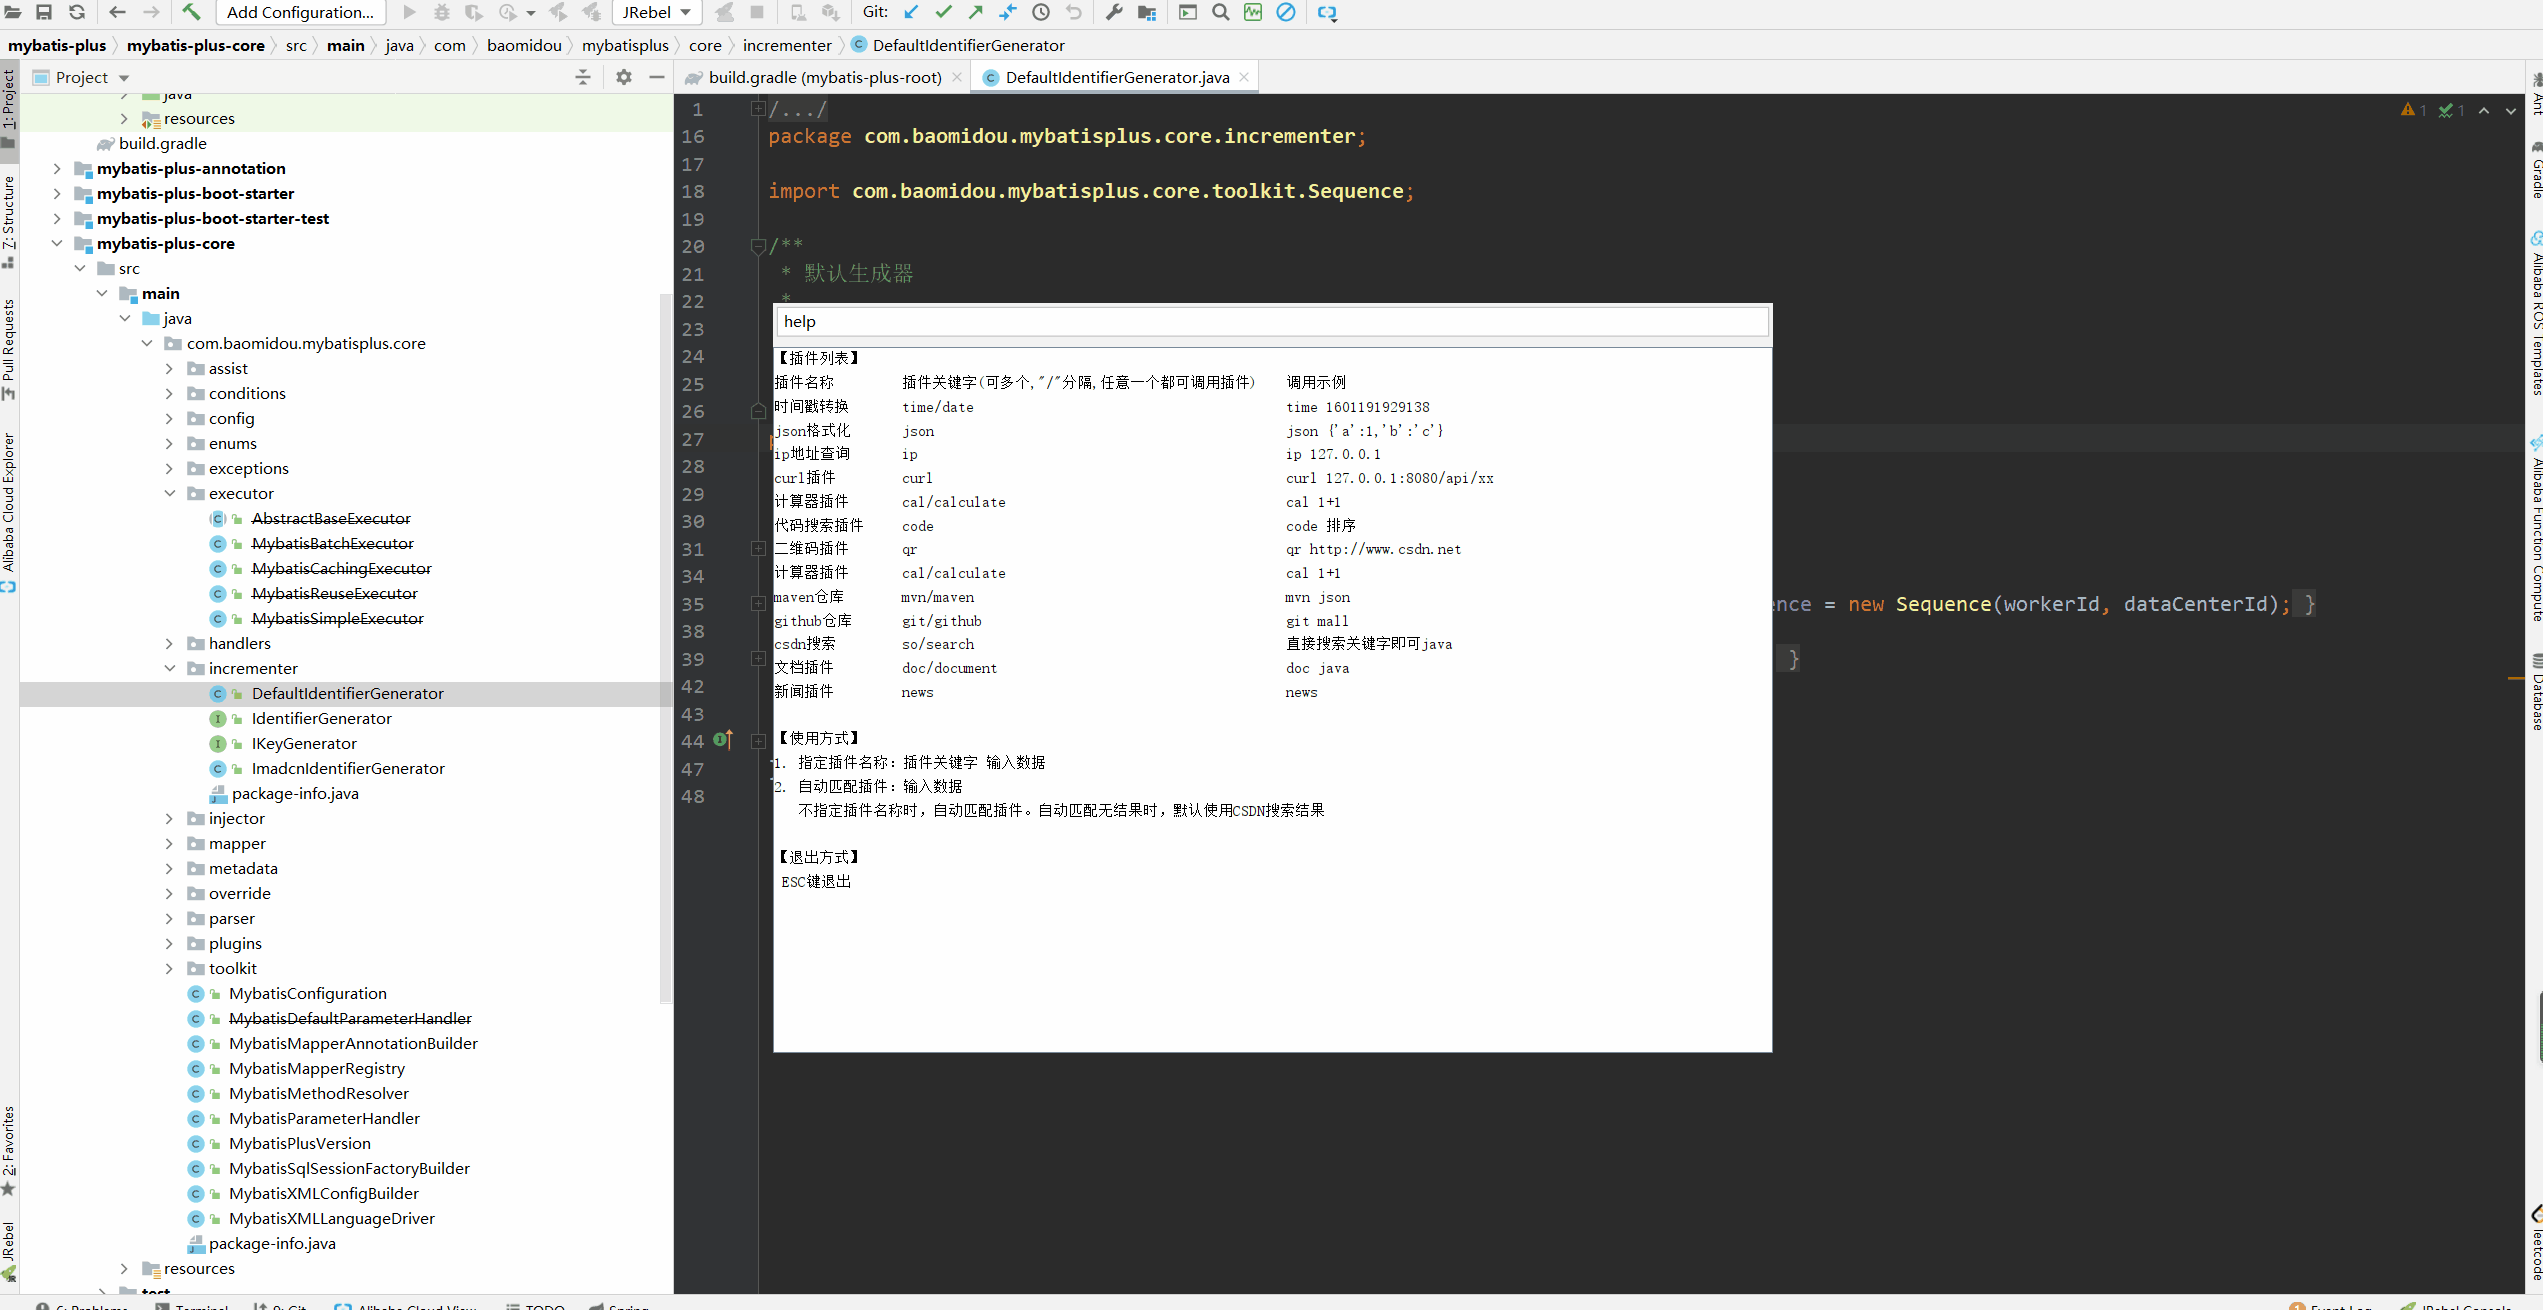 Add Configuration...
JRebel
Git:
mybatis-plus
mybatis-plus-core
src
main
java
com
baomidou
mybatisplus
core
incrementer
DefaultIdentifierGenerator
Project
build.gradle (mybatis-plus-root)
DefaultIdentifierGenerator.java
1: Project
7: Structure
Pull Requests
Alibaba Cloud Explorer
2: Favorites
JRebel
java
resources
build.gradle
mybatis-plus-annotation
mybatis-plus-boot-starter
mybatis-plus-boot-starter-test
mybatis-plus-core
src
main
java
com.baomidou.mybatisplus.core
assist
conditions
config
enums
exceptions
executor
AbstractBaseExecutor
MybatisBatchExecutor
MybatisCachingExecutor
MybatisReuseExecutor
MybatisSimpleExecutor
handlers
incrementer
DefaultIdentifierGenerator
IdentifierGenerator
IKeyGenerator
ImadcnIdentifierGenerator
package-info.java
injector
mapper
metadata
override
parser
plugins
toolkit
MybatisConfiguration
MybatisDefaultParameterHandler
MybatisMapperAnnotationBuilder
MybatisMapperRegistry
MybatisMethodResolver
MybatisParameterHandler
MybatisPlusVersion
MybatisSqlSessionFactoryBuilder
MybatisXMLConfigBuilder
MybatisXMLLanguageDriver
package-info.java
resources
test
1 /.../
16 package com.baomidou.mybatisplus.core.incrementer;
17
18 import com.baomidou.mybatisplus.core.toolkit.Sequence;
19
20 /**
21 * 默认生成器
22 *
23
24
25
26
27
28
29
30
31
34
35 ence = new Sequence(workerId, dataCenterId); }
38
39 }
42
43
44
47
48
1
1
help
【插件列表】
插件名称 插件关键字(可多个,"/"分隔,任意一个都可调用插件) 调用示例
时间戳转换 time/date time 1601191929138
json格式化 json json {'a':1,'b':'c'}
ip地址查询 ip ip 127.0.0.1
curl插件 curl curl 127.0.0.1:8080/api/xx
计算器插件 cal/calculate cal 1+1
代码搜索插件 code code 排序
二维码插件 qr qr http://www.csdn.net
计算器插件 cal/calculate cal 1+1
maven仓库 mvn/maven mvn json
github仓库 git/github git mall
csdn搜索 so/search 直接搜索关键字即可java
文档插件 doc/document doc java
新闻插件 news news
【使用方式】
1. 指定插件名称：插件关键字 输入数据
2. 自动匹配插件：输入数据
不指定插件名称时，自动匹配插件。自动匹配无结果时，默认使用CSDN搜索结果
【退出方式】
ESC键退出
Ant
Gradle
Alibaba ROS Templates
Alibaba Function Compute
Database
leetcode
6: Problems
Terminal
9: Git
Alibaba Cloud View
TODO
Spring
Event Log
JRebel Console